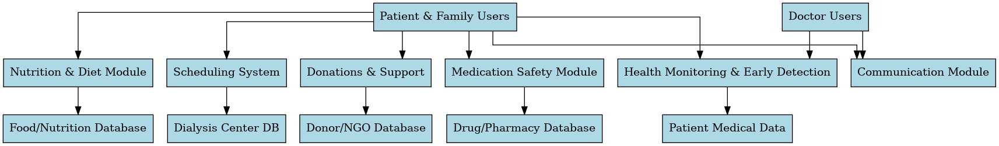 Patient & Family Users
Doctor Users
Nutrition & Diet Module
Scheduling System
Donations & Support
Medication Safety Module
Health Monitoring & Early Detection
Communication Module
Food/Nutrition Database
Dialysis Center DB
Donor/NGO Database
Drug/Pharmacy Database
Patient Medical Data